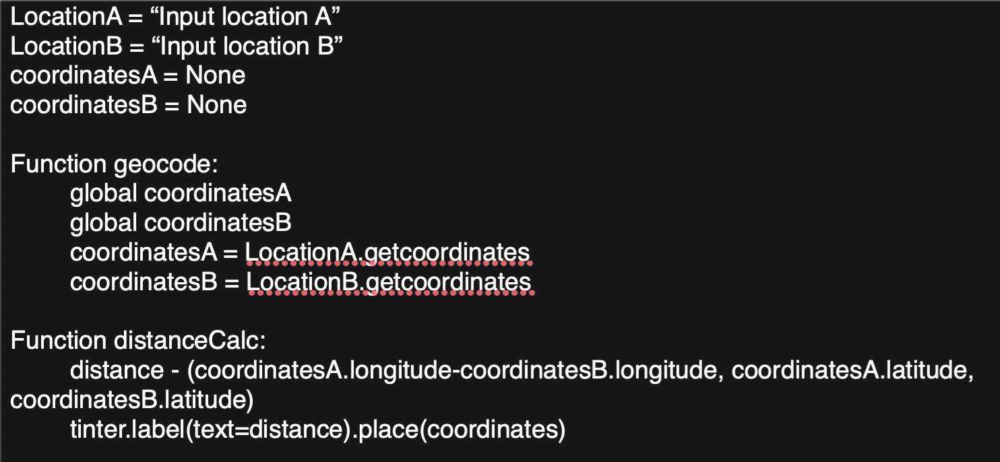 LocationA = “Input location A”
LocationB = “Input location B”
coordinatesA = None
coordinatesB = None
Function geocode:
global coordinatesA
global coordinatesB
coordinatesA = LocationA.getcoordinates
coordinatesB = LocationB.getcoordinates
Function distanceCalc:
distance - (coordinatesA.longitude-coordinatesB.longitude, coordinatesA.latitude,
coordinatesB.latitude)
tinter.label(text=distance).place(coordinates)